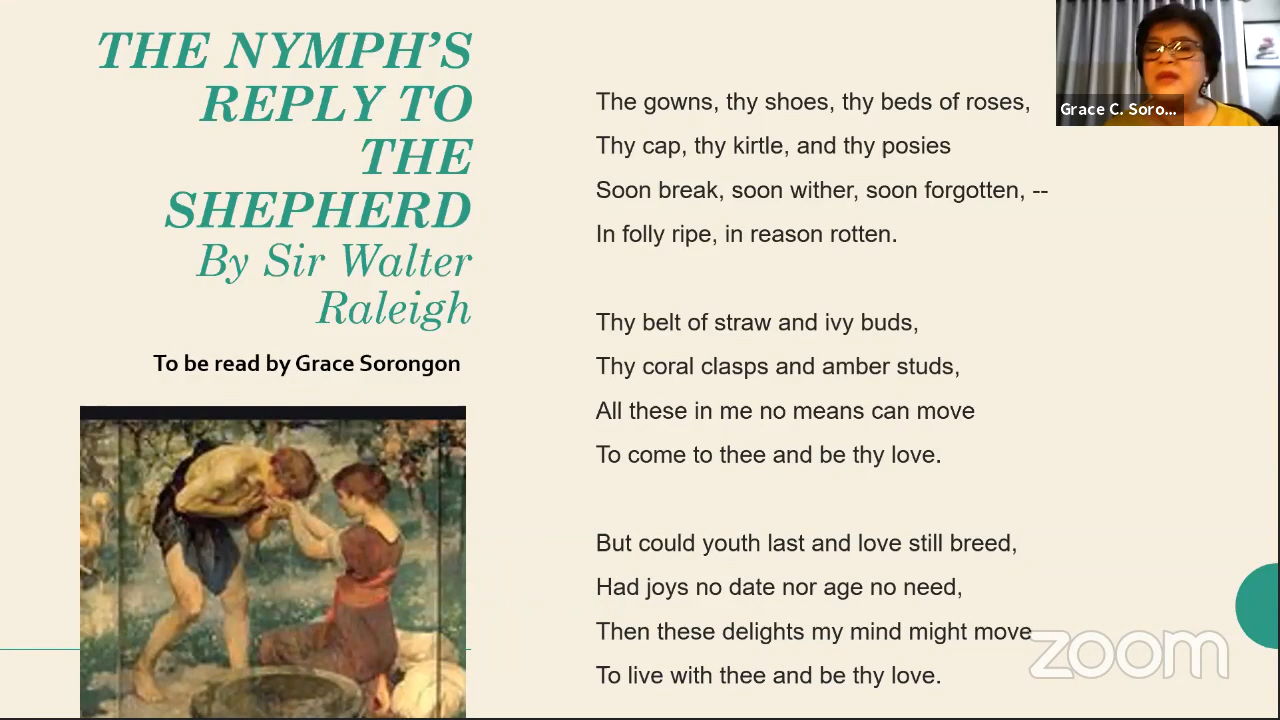 THE NYMPH'S
REPLY TO
THE
SHEPHERD
By Sir Walter
Raleigh
To be read by Grace Sorongon
The gowns, thy shoes, thy beds of roses,
Thy cap, thy kirtle, and thy posies
Soon break, soon wither, soon forgotten, --
In folly ripe, in reason rotten.
Thy belt of straw and ivy buds,
Thy coral clasps and amber studs,
All these in me no means can move
To come to thee and be thy love.
But could youth last and love still breed,
Had joys no date nor age no need,
Then these delights my mind might move
To live with thee and be thy love.
Grace C. Soro...
zoom